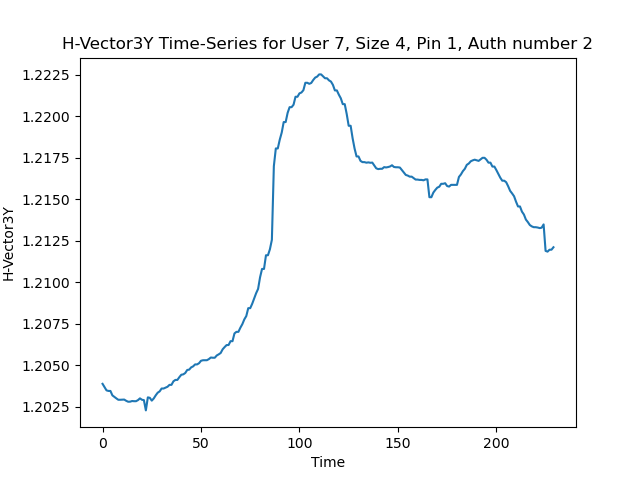 H-Vector3Y Time-Series for User 7, Size 4, Pin 1, Auth number 2
1.2225
1.2200
1.2175
1.2150
1.2125
1.2100
1.2075
1.2050
1.2025
H-Vector3Y
0 50 100 150 200
Time